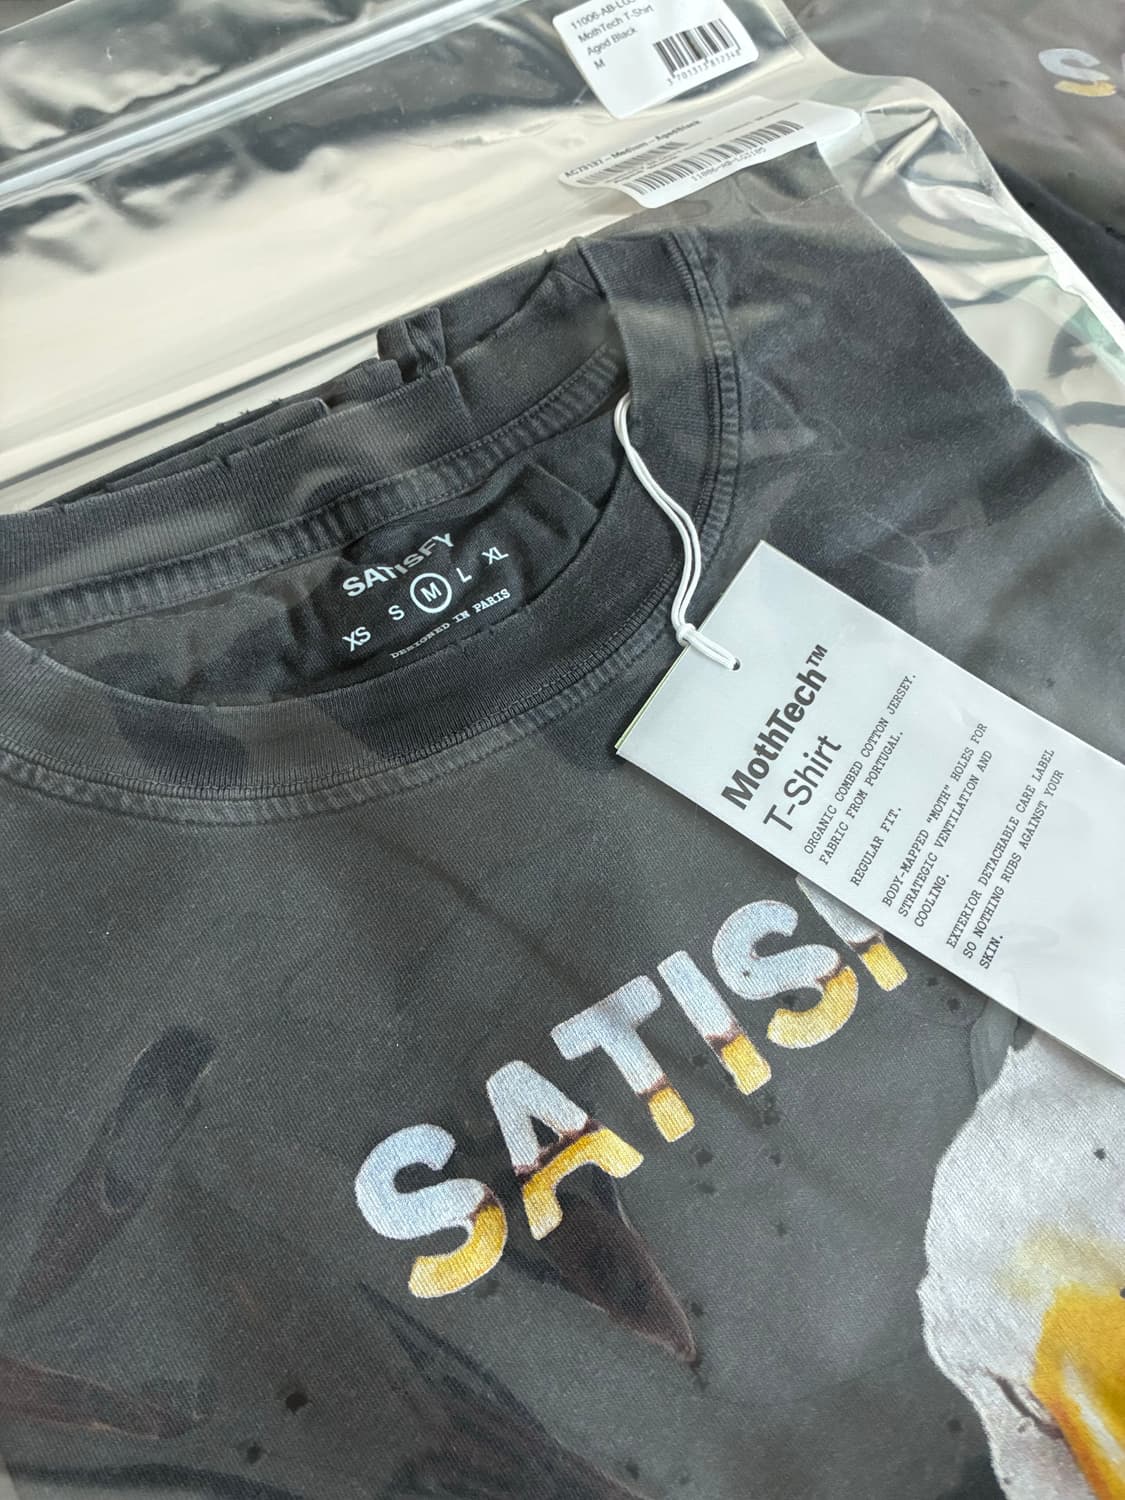 11006-AB-LG
MothTech T-Shirt
Aged Black
M
- Medium -
SATISFY
XS S M L XL
DESIGNED IN PARIS
MothTech™
T-Shirt
ORGANIC COMBED COTTON JERSEY.
FABRIC FROM PORTUGAL.
REGULAR FIT.
BODY-MAPPED "MOTH" HOLES FOR
STRATEGIC VENTILATION AND
COOLING.
EXTERIOR DETACHABLE CARE LABEL
SO NOTHING RUBS AGAINST YOUR
SKIN.
SATIS
S